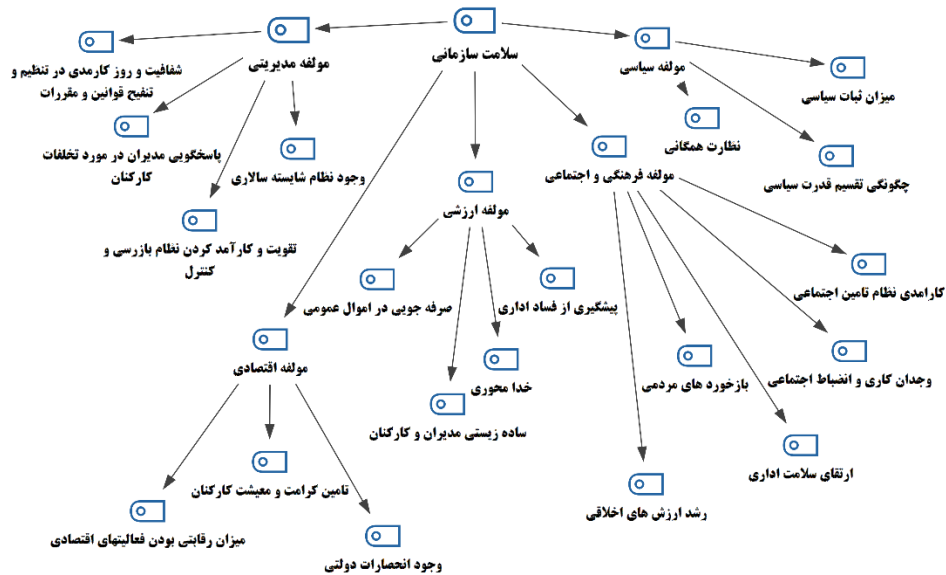 سلامت سازمانی
مولفه مدیریتی
شفافیت و روز کارمدی در تنظیم و
تنفیح قوانین و مقررات
پاسخگویی مدیران در مورد تخلفات
کارکنان
وجود نظام شایسته سالاری
تقویت و کارآمد کردن نظام بازرسی و
کنترل
مولفه سیاسی
میزان ثبات سیاسی
نظارت همگانی
چگونگی تقسیم قدرت سیاسی
مولفه فرهنگی و اجتماعی
کارامدی نظام تامین اجتماعی
وجدان کاری و انضباط اجتماعی
بازخورد های مردمی
ارتقای سلامت اداری
رشد ارزش های اخلاقی
مولفه ارزشی
پیشگیری از فساد اداری
صرفه جویی در اموال عمومی
خدا محوری
ساده زیستی مدیران و کارکنان
مولفه اقتصادی
تامین کرامت و معیشت کارکنان
میزان رقابتی بودن فعالیتهای اقتصادی
وجود انحصارات دولتی